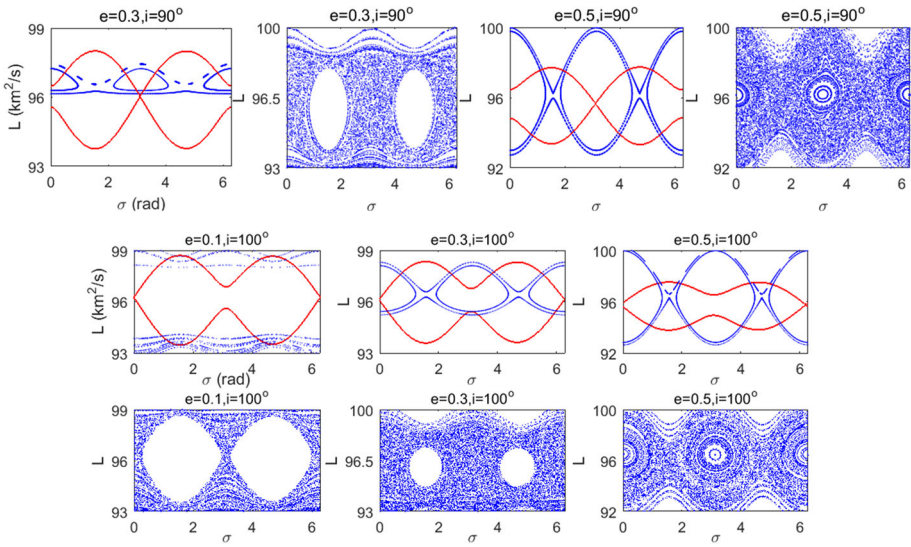 e=0.3,i=90°
e=0.3,i=90°
e=0.5,i=90°
e=0.5,i=90°
L (km²/s)
99
96
93
0 2 4 6
σ (rad)
L
100
96.5
93
0 2 4 6
σ
L
100
96
92
0 2 4 6
σ
L
100
96
92
0 2 4 6
σ
e=0.1,i=100°
e=0.3,i=100°
e=0.5,i=100°
L (km²/s)
99
96
93
0 2 4 6
σ (rad)
L
99
96
93
0 2 4 6
σ
L
100
96
92
0 2 4 6
σ
e=0.1,i=100°
e=0.3,i=100°
e=0.5,i=100°
L
99
96
93
0 2 4 6
σ
L
100
96.5
93
0 2 4 6
σ
L
100
96
93
0 2 4 6
σ